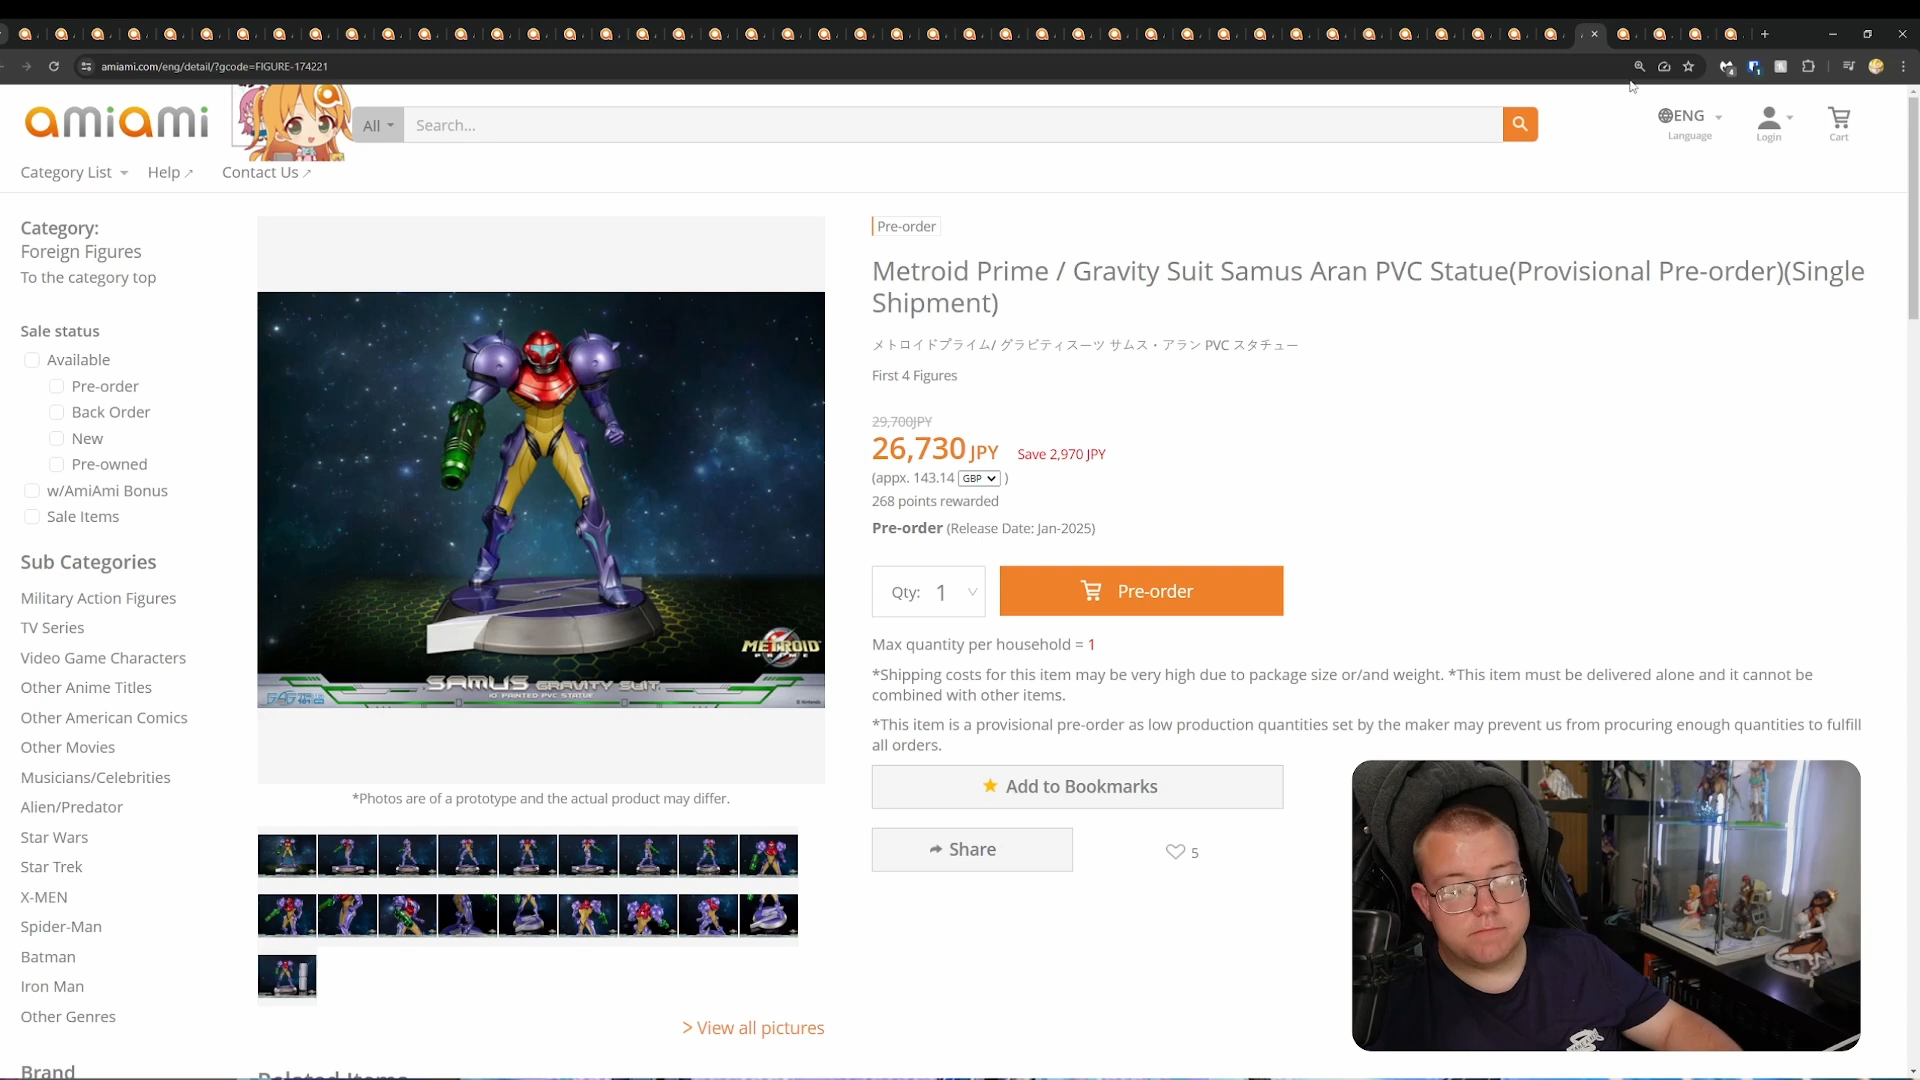 amiami.com/eng/detail/?gcode=FIGURE-174221
amiami
All
Search...
ENG
Language
Login
Cart
Category List
Help
Contact Us
Category:
Foreign Figures
To the category top
Sale status
Available
Pre-order
Back Order
New
Pre-owned
w/AmiAmi Bonus
Sale Items
Sub Categories
Military Action Figures
TV Series
Video Game Characters
Other Anime Titles
Other American Comics
Other Movies
Musicians/Celebrities
Alien/Predator
Star Wars
Star Trek
X-MEN
Spider-Man
Batman
Iron Man
Other Genres
Brand
METROID
PRIME
SAMUS GRAVITY SUIT
*Photos are of a prototype and the actual product may differ.
> View all pictures
Related Items
Pre-order
Metroid Prime / Gravity Suit Samus Aran PVC Statue(Provisional Pre-order)(Single
Shipment)
メトロイドプライム/ グラビティスーツ サムス・アラン PVC スタチュー
First 4 Figures
29,700JPY
26,730 JPY Save 2,970 JPY
(appx. 143.14 GBP )
268 points rewarded
Pre-order (Release Date: Jan-2025)
Qty: 1
Pre-order
Max quantity per household = 1
*Shipping costs for this item may be very high due to package size or/and weight. *This item must be delivered alone and it cannot be
combined with other items.
*This item is a provisional pre-order as low production quantities set by the maker may prevent us from procuring enough quantities to fulfill
all orders.
Add to Bookmarks
Share
5